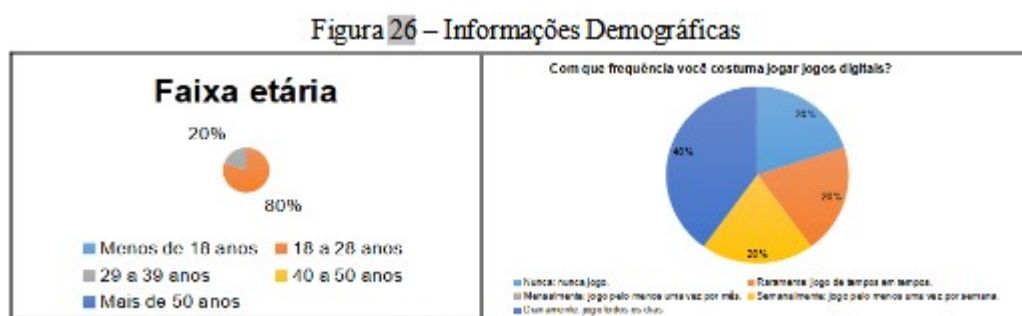 Figura 26 – Informações Demográficas
Faixa etária
20%
80%
Menos de 18 anos
18 a 28 anos
29 a 39 anos
40 a 50 anos
Mais de 50 anos
Com que frequência você costuma jogar jogos digitais?
20%
40%
20%
20%
Nunca: nunca jogo.
Raramente: jogo de tempos em tempos.
Mensalmente: jogo pelo menos uma vez por mês.
Semanalmente: jogo pelo menos uma vez por semana.
Diariamente: jogo todos os dias.